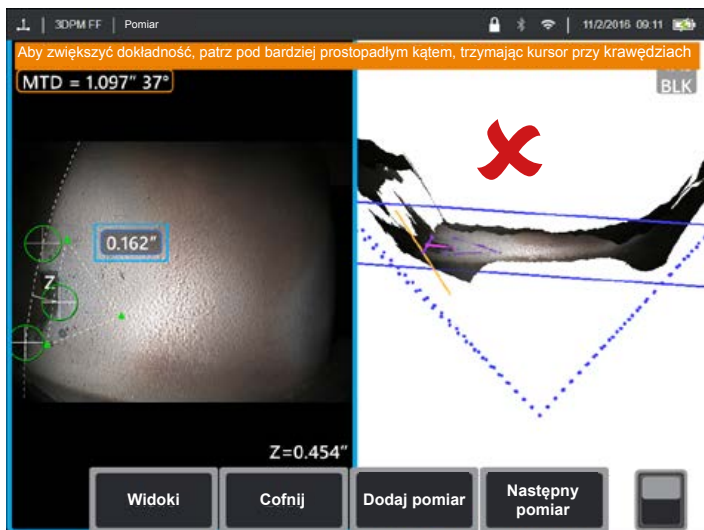 3DPM FF | Pomiar
11/2/2016 09.11
Aby zwiększyć dokładność, patrz pod bardziej prostopadłym kątem, trzymając kursor przy krawędziach
MTD = 1.097" 37°
BLK
0.162"
Z
Z=0.454"
Widoki
Cofnij
Dodaj pomiar
Następny
pomiar